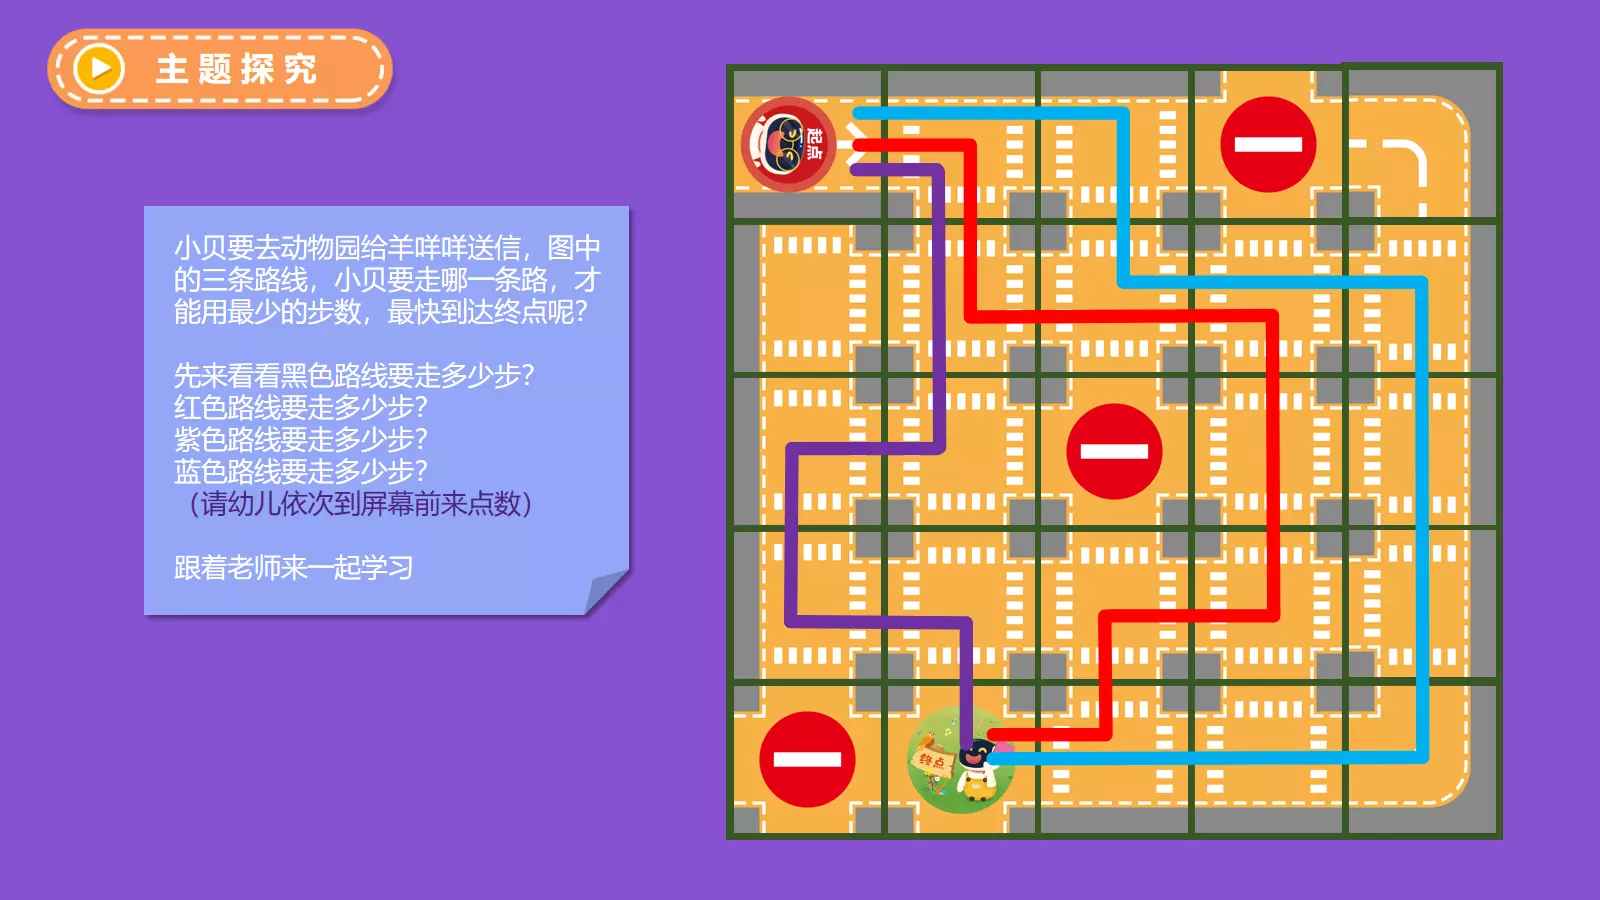 主题探究
小贝要去动物园给羊咩咩送信，图中
的三条路线，小贝要走哪一条路，才
能用最少的步数，最快到达终点呢？
先来看看黑色路线要走多少步？
红色路线要走多少步？
紫色路线要走多少步？
蓝色路线要走多少步？
（请幼儿依次到屏幕前来点数）
跟着老师来一起学习
起点
终点